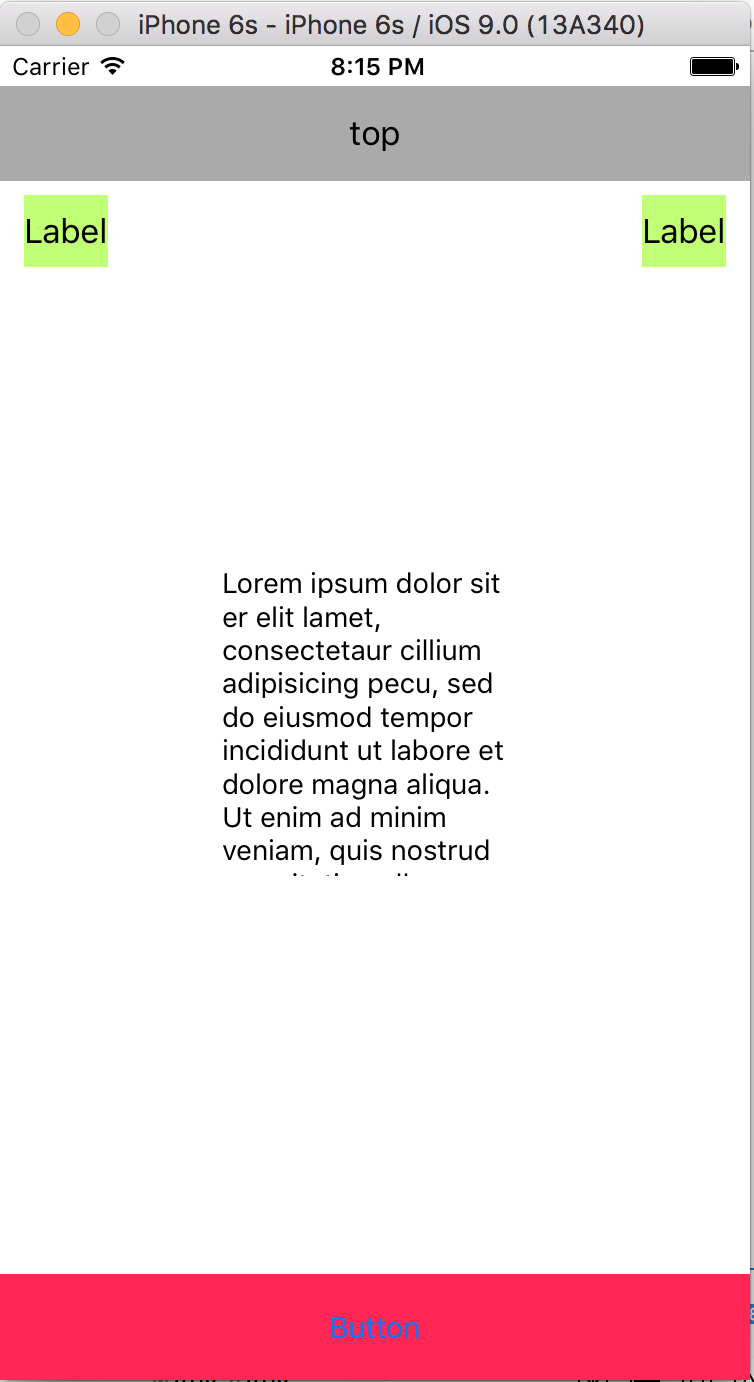 iPhone 6s - iPhone 6s / iOS 9.0 (13A340)
Carrier 8:15 PM
top
Label Label
Lorem ipsum dolor sit
er elit lamet,
consectetaur cillium
adipisicing pecu, sed
do eiusmod tempor
incididunt ut labore et
dolore magna aliqua.
Ut enim ad minim
veniam, quis nostrud
Button